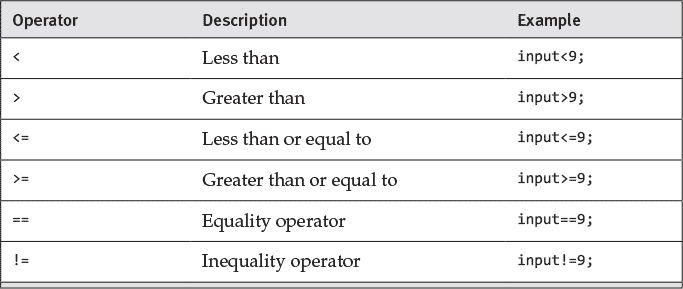 Operator Description Example
< Less than input<9;
> Greater than input>9;
<= Less than or equal to input<=9;
>= Greater than or equal to input>=9;
== Equality operator input==9;
!= Inequality operator input!=9;